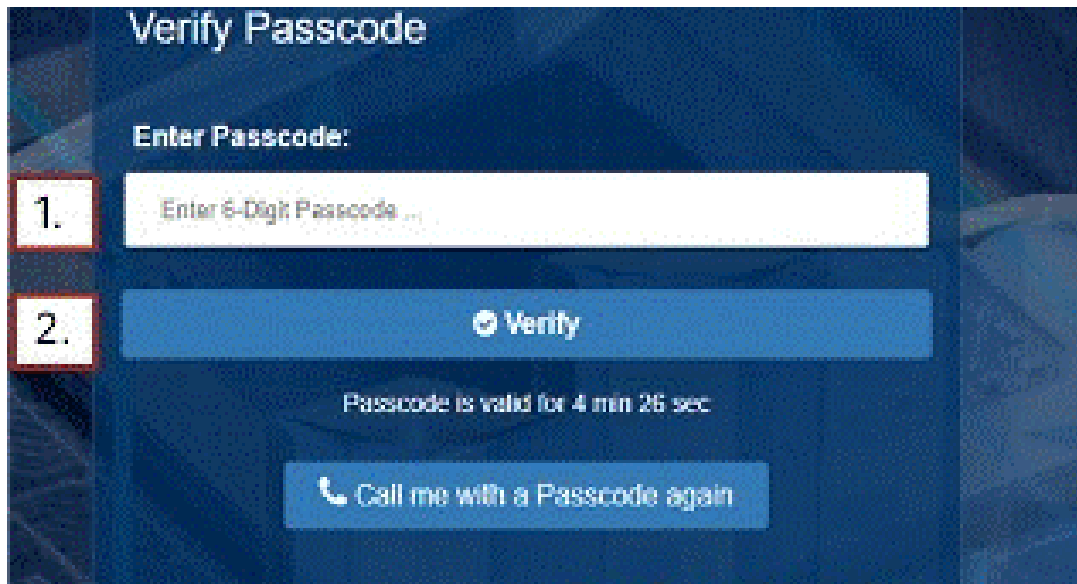 Verify Passcode
Enter Passcode:
1.
Enter 6-Digit Passcode ...
2.
Verify
Passcode is valid for 4 min 26 sec
Call me with a Passcode again